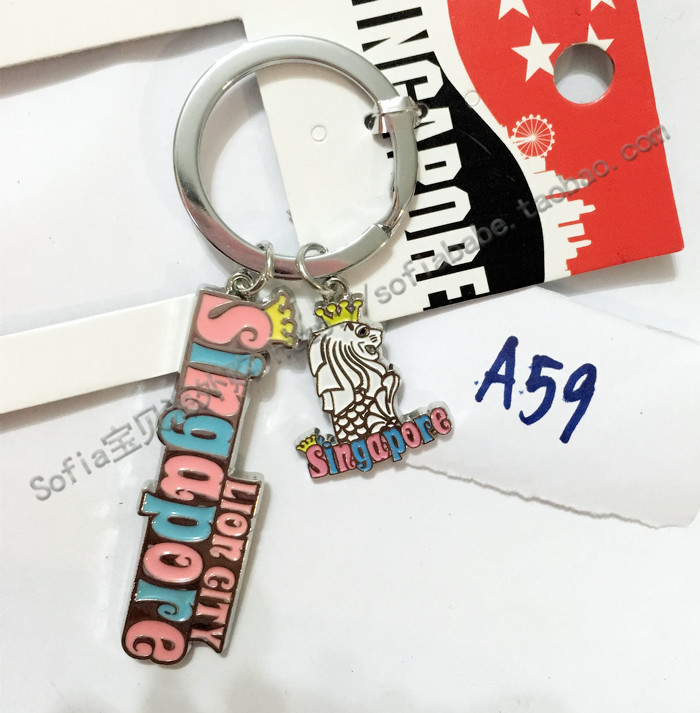 SINGAPORE
Singapore
LION CITY
Singapore
A59
Sofia宝贝
sofiababe.taobao.com